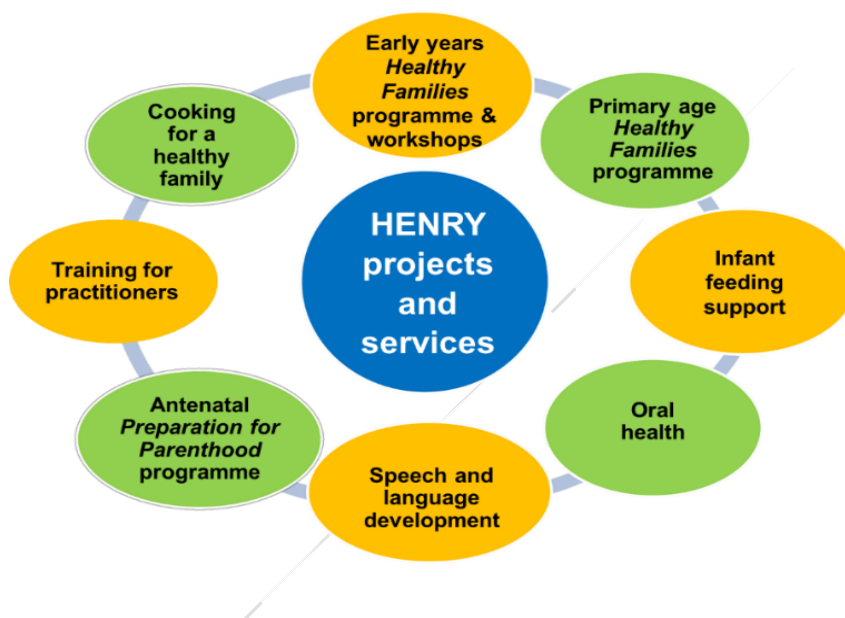 Early years
Healthy
Families
programme &
workshops
Primary age
Healthy
Families
programme
Infant
feeding
support
Oral
health
Speech and
language
development
Antenatal
Preparation for
Parenthood
programme
Training for
practitioners
Cooking
for a
healthy
family
HENRY
projects
and
services